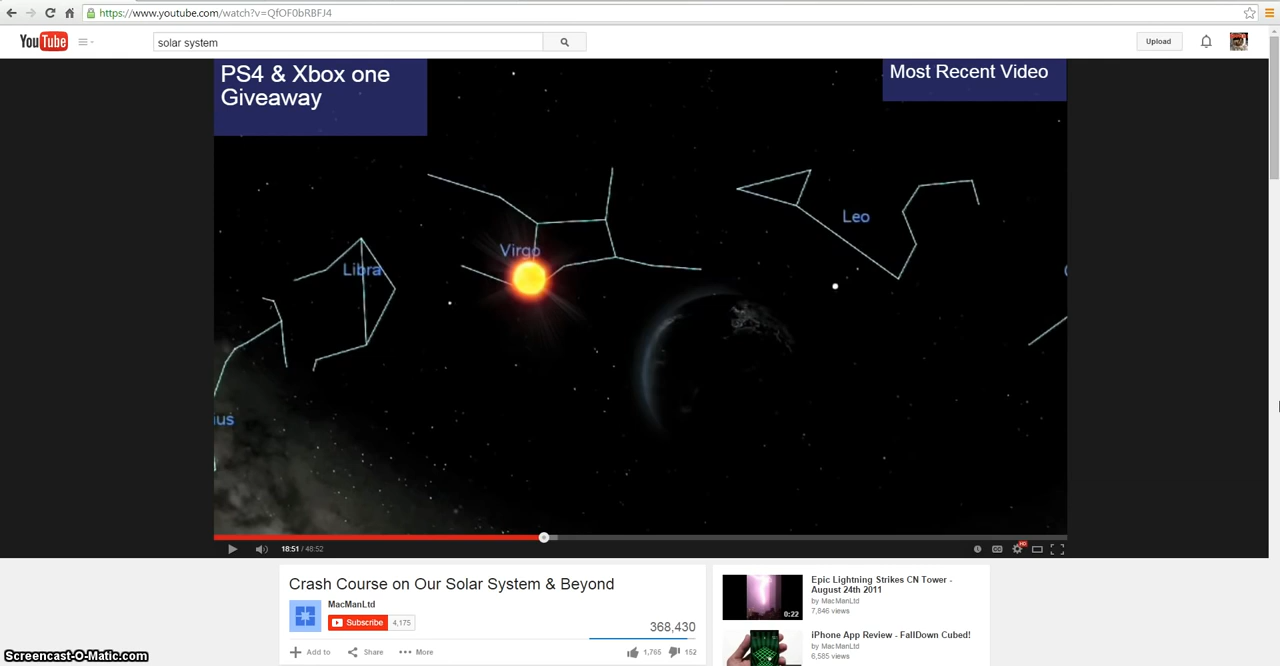 https://www.youtube.com/watch?v=QfOF0bRBFJ4
YouTube
solar system
Upload
PS4 & Xbox one
Giveaway
Most Recent Video
Leo
Virgo
Libra
us
18:51 / 48:52
CC
HD
Crash Course on Our Solar System & Beyond
MacManLtd
Subscribe 4,175
368,430
Add to Share More
1,765 152
Epic Lightning Strikes CN Tower -
August 24th 2011
by MacManLtd
7,846 views
0:22
iPhone App Review - FallDown Cubed!
by MacManLtd
6,585 views
Screencast-O-Matic.com